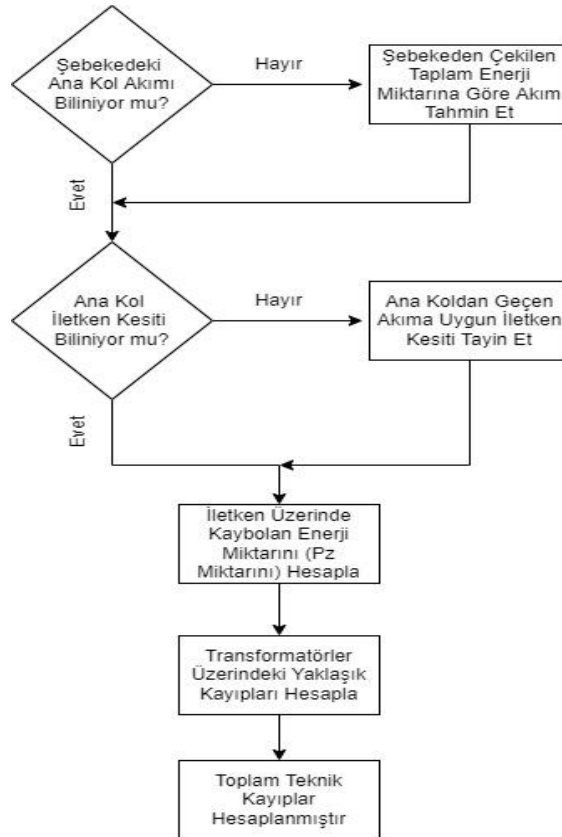 Şebekedeki
Ana Kol Akımı
Biliniyor mu?
Hayır
Şebekeden Çekilen
Taplam Enerji
Miktarına Göre Akım
Tahmin Et
Evet
Ana Kol
İletken Kesiti
Biliniyor mu?
Hayır
Ana Koldan Geçen
Akıma Uygun İletken
Kesiti Tayin Et
Evet
İletken Üzerinde
Kaybolan Enerji
Miktarını (Pz
Miktarını) Hesapla
Transformatörler
Üzerindeki Yaklaşık
Kayıpları Hesapla
Toplam Teknik
Kayıplar
Hesaplanmıştır